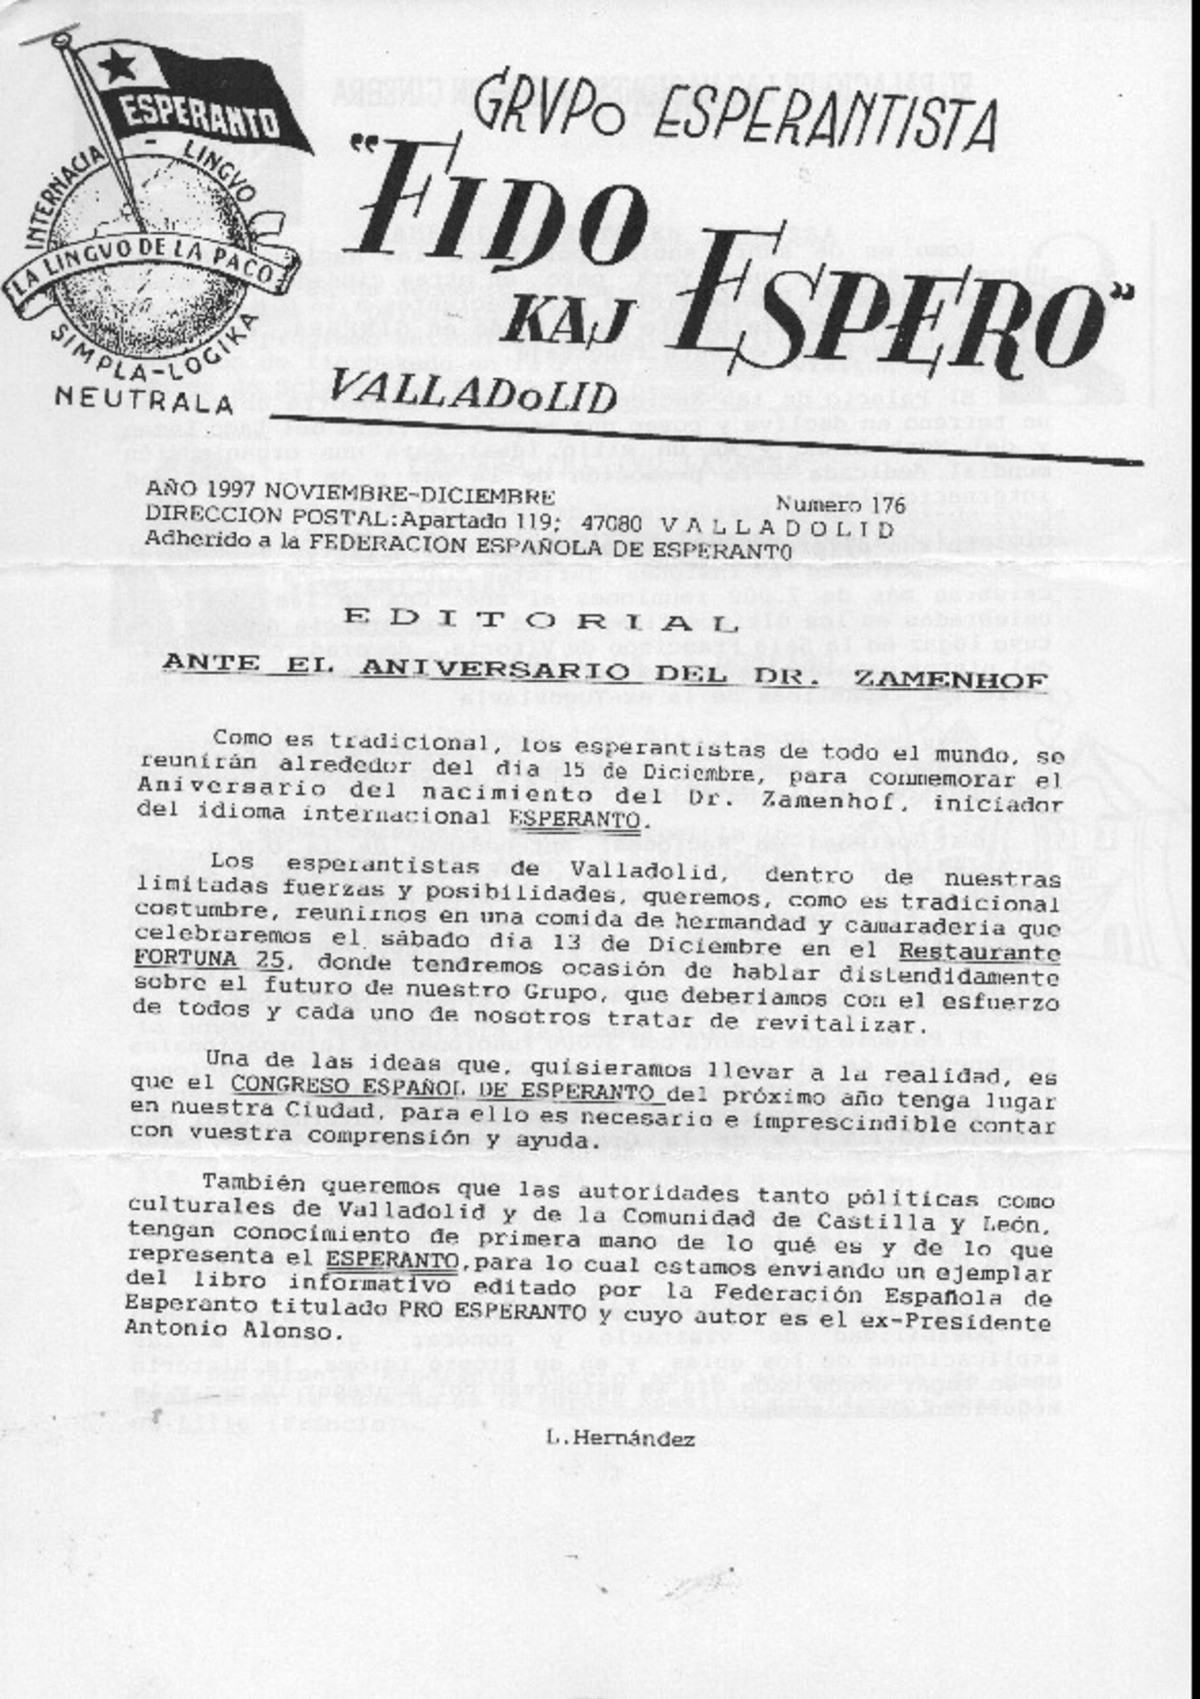 ESPERANTO
INTERNACIA - LINGVO
LA LINGVO DE LA PACO
SIMPLA-LOGIKA
NEUTRALA
GRVPo ESPERANTISTA
"FIDO
KAJ ESPERO"
VALLADoLID
AÑO 1997 NOVIEMBRE-DICIEMBRE Numero 176
DIRECCION POSTAL:Apartado 119; 47080 V A L L A D O L I D
Adherido a la FEDERACION ESPAÑOLA DE ESPERANTO
E D I T O R I A L
ANTE EL ANIVERSARIO DEL DR. ZAMENHOF
Como es tradicional, los esperantistas de todo el mundo, se
reunirán alrededor del dia 15 de Diciembre, para conmemorar el
Aniversario del nacimiento del Dr. Zamenhof, iniciador
del idioma internacional ESPERANTO.
Los esperantistas de Valladolid, dentro de nuestras
limitadas fuerzas y posibilidades, queremos, como es tradicional
costumbre, reunirnos en una comida de hermandad y camaraderia que
celebraremos el sábado dia 13 de Diciembre en el Restaurante
FORTUNA 25, donde tendremos ocasión de hablar distendidamente
sobre el futuro de nuestro Grupo, que deberiamos con el esfuerzo
de todos y cada uno de nosotros tratar de revitalizar.
Una de las ideas que, quisieramos llevar a la realidad, es
que el CONGRESO ESPAÑOL DE ESPERANTO del próximo año tenga lugar
en nuestra Ciudad, para ello es necesario e imprescindible contar
con vuestra comprensión y ayuda.
También queremos que las autoridades tanto póliticas como
culturales de Valladolid y de la Comunidad de Castilla y León,
tengan conocimiento de primera mano de lo qué es y de lo que
representa el ESPERANTO,para lo cual estamos enviando un ejemplar
del libro informativo editado por la Federación Española de
Esperanto titulado PRO ESPERANTO y cuyo autor es el ex-Presidente
Antonio Alonso.
L.Hernández